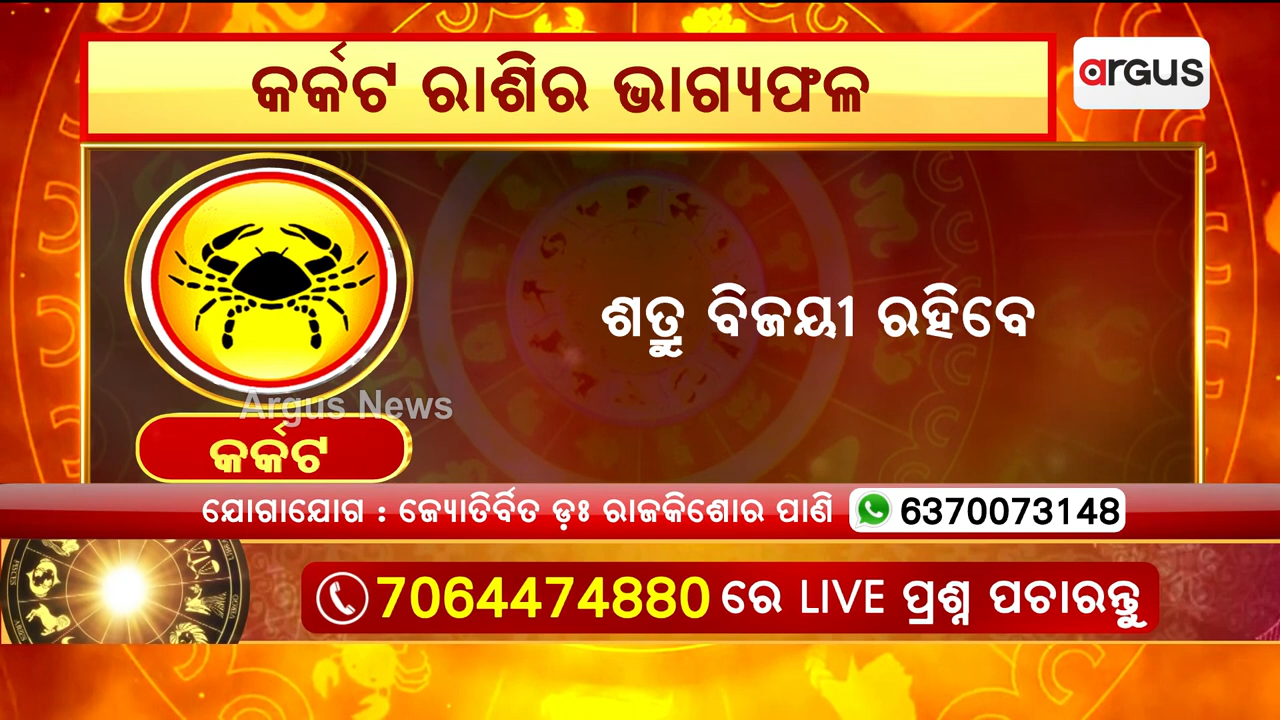 କର୍କଟ ରାଶିର ଭାଗ୍ୟଫଳ
argus
ଶତ୍ରୁ ବିଜୟୀ ରହିବେ
Argus News
କର୍କଟ
ଯୋଗାଯୋଗ : ଜ୍ୟୋତିର୍ବିତ ଡ଼ଃ ରାଜକିଶୋର ପାଣି 6370073148
7064474880 ରେ LIVE ପ୍ରଶ୍ନ ପଚାରନ୍ତୁ